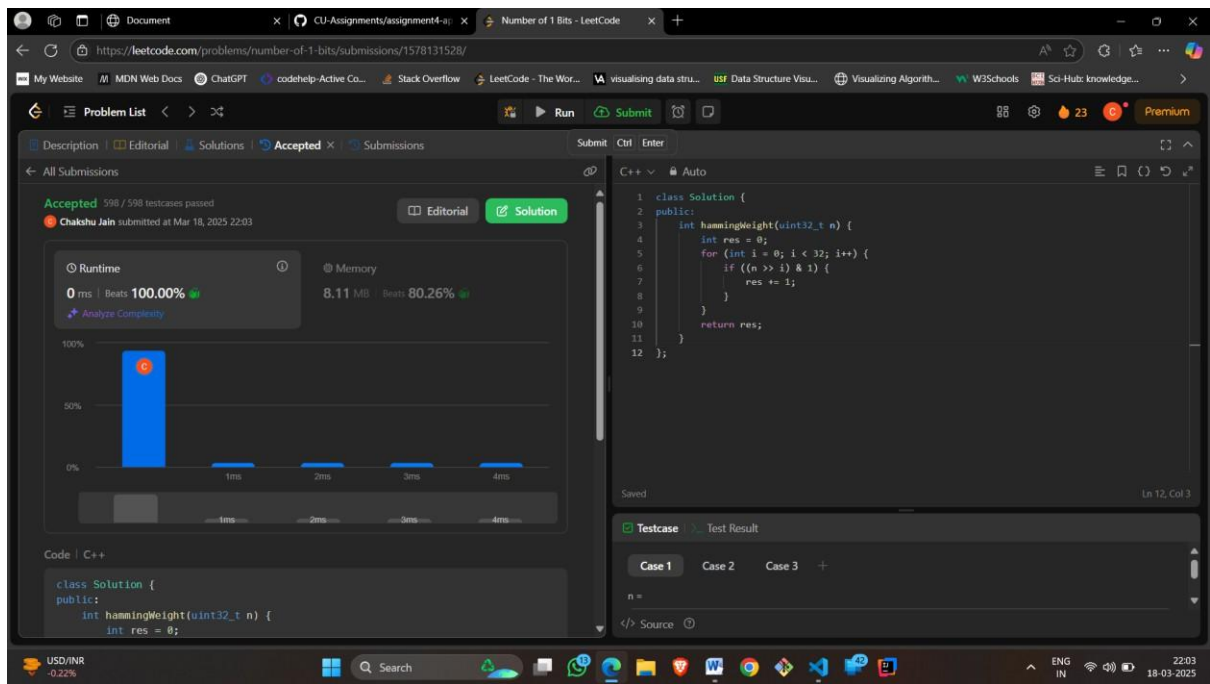 Document
CU-Assignments/assignment4-ap
Number of 1 Bits - LeetCode
https://leetcode.com/problems/number-of-1-bits/submissions/1578131528/
My Website
MDN Web Docs
ChatGPT
codehelp-Active Co...
Stack Overflow
LeetCode - The Wor...
visualising data stru...
USF Data Structure Visu...
Visualizing Algorith...
W3Schools
Sci-Hub: knowledge...
Problem List
Run
Submit
23
Premium
Description
Editorial
Solutions
Accepted
Submissions
Submit Ctrl Enter
All Submissions
C++
Auto
Accepted 598 / 598 testcases passed
Chakshu Jain submitted at Mar 18, 2025 22:03
Editorial
Solution
Runtime
0 ms | Beats 100.00%
Analyze Complexity
Memory
8.11 MB | Beats 80.26%
100%
50%
0%
1ms 2ms 3ms 4ms
1ms 2ms 3ms 4ms
Code | C++
class Solution {
public:
int hammingWeight(uint32_t n) {
int res = 0;
1 class Solution {
2 public:
3 int hammingWeight(uint32_t n) {
4 int res = 0;
5 for (int i = 0; i < 32; i++) {
6 if ((n >> i) & 1) {
7 res += 1;
8 }
9 }
10 return res;
11 }
12 };
Saved
Ln 12, Col 3
Testcase
Test Result
Case 1
Case 2
Case 3
n =
Source
USD/INR
-0.22%
Search
13
42
ENG
IN
22:03
18-03-2025